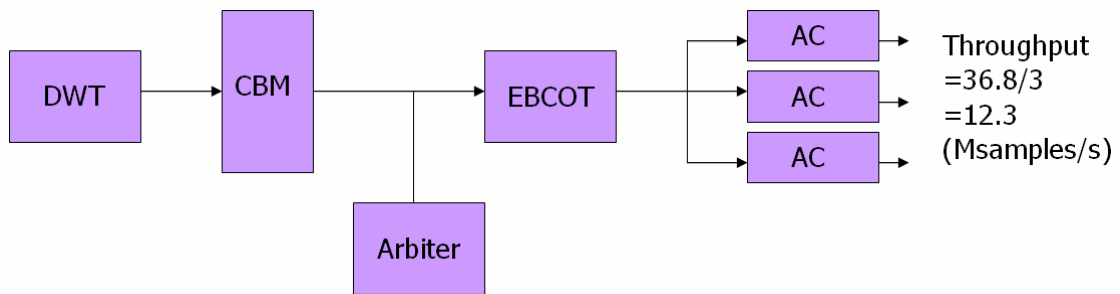 DWT
CBM
EBCOT
AC
AC
AC
Arbiter
Throughput
=36.8/3
=12.3
(Msamples/s)